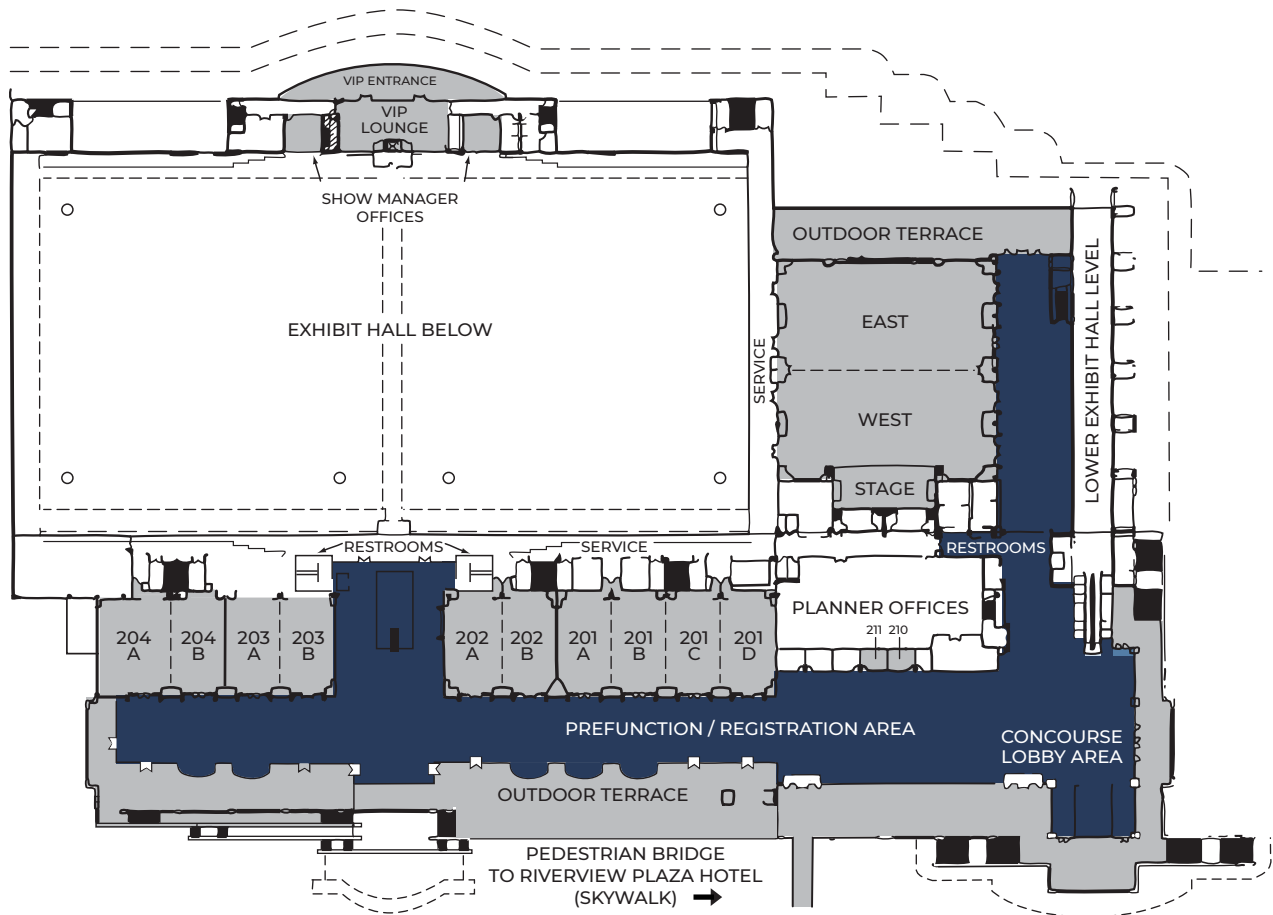 VIP ENTRANCE
VIP
LOUNGE
SHOW MANAGER
OFFICES
OUTDOOR TERRACE
EXHIBIT HALL BELOW
SERVICE
EAST
WEST
STAGE
LOWER EXHIBIT HALL LEVEL
RESTROOMS
SERVICE
RESTROOMS
PLANNER OFFICES
211
210
204
A
204
B
203
A
203
B
202
A
202
B
201
A
201
B
201
C
201
D
PREFUNCTION / REGISTRATION AREA
CONCOURSE
LOBBY AREA
OUTDOOR TERRACE
PEDESTRIAN BRIDGE
TO RIVERVIEW PLAZA HOTEL
(SKYWALK)